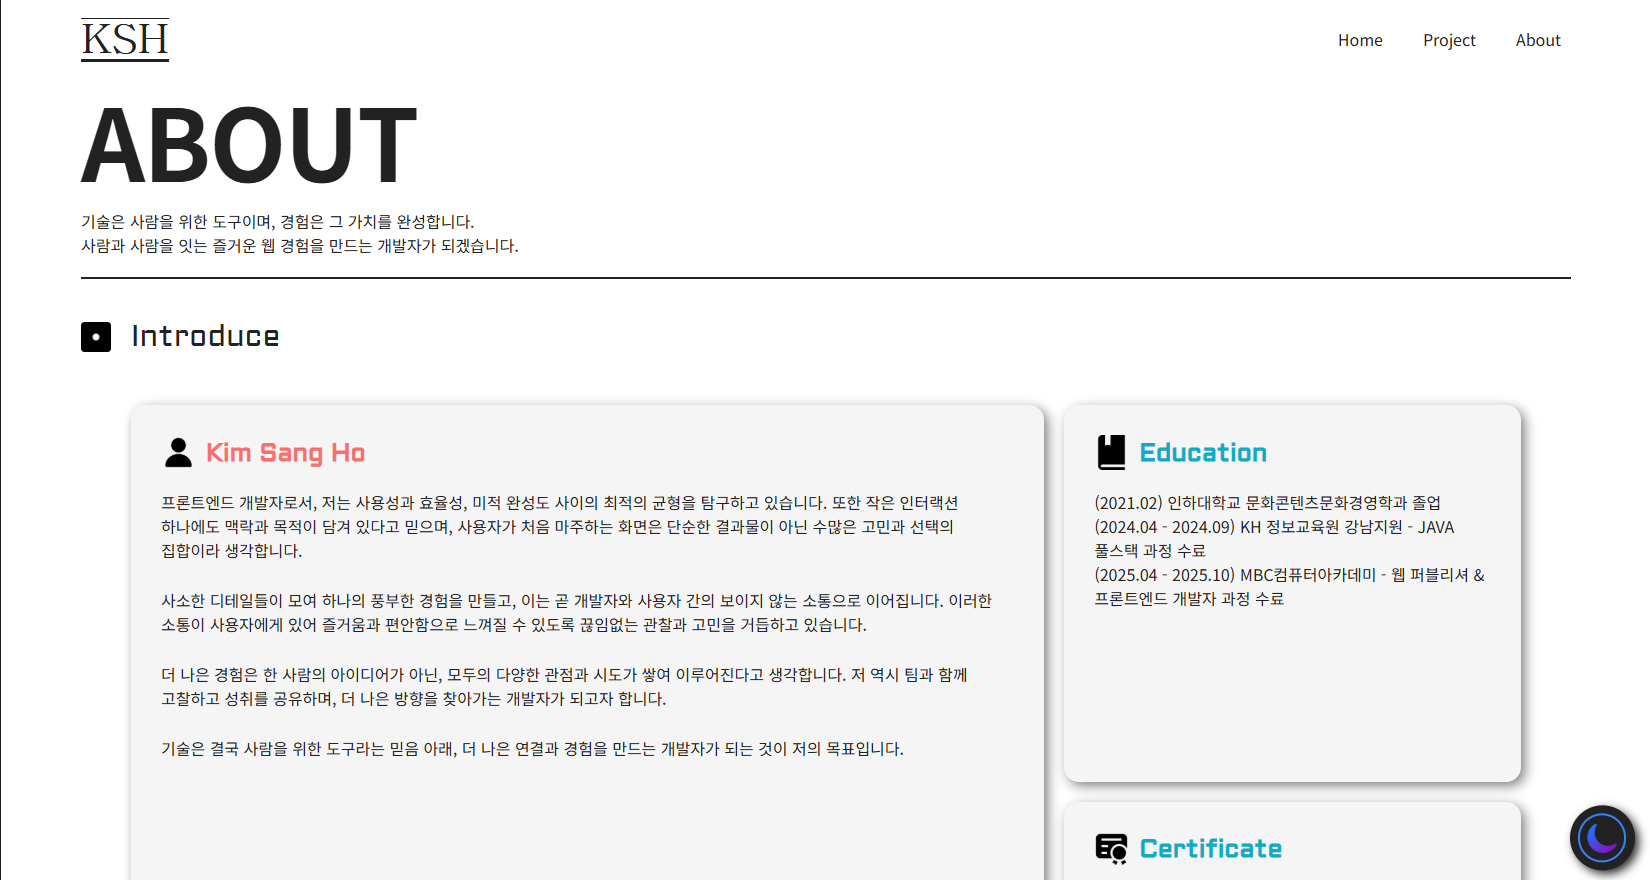 KSH
Home
Project
About
ABOUT
기술은 사람을 위한 도구이며, 경험은 그 가치를 완성합니다.
사람과 사람을 잇는 즐거운 웹 경험을 만드는 개발자가 되겠습니다.
Introduce
Kim Sang Ho
프론트엔드 개발자로서, 저는 사용성과 효율성, 미적 완성도 사이의 최적의 균형을 탐구하고 있습니다. 또한 작은 인터랙션
하나에도 맥락과 목적이 담겨 있다고 믿으며, 사용자가 처음 마주하는 화면은 단순한 결과물이 아닌 수많은 고민과 선택의
집합이라 생각합니다.
사소한 디테일들이 모여 하나의 풍부한 경험을 만들고, 이는 곧 개발자와 사용자 간의 보이지 않는 소통으로 이어집니다. 이러한
소통이 사용자에게 있어 즐거움과 편안함으로 느껴질 수 있도록 끊임없는 관찰과 고민을 거듭하고 있습니다.
더 나은 경험은 한 사람의 아이디어가 아닌, 모두의 다양한 관점과 시도가 쌓여 이루어진다고 생각합니다. 저 역시 팀과 함께
고찰하고 성취를 공유하며, 더 나은 방향을 찾아가는 개발자가 되고자 합니다.
기술은 결국 사람을 위한 도구라는 믿음 아래, 더 나은 연결과 경험을 만드는 개발자가 되는 것이 저의 목표입니다.
Education
(2021.02) 인하대학교 문화콘텐츠문화경영학과 졸업
(2024.04 - 2024.09) KH 정보교육원 강남지원 - JAVA
풀스택 과정 수료
(2025.04 - 2025.10) MBC컴퓨터아카데미 - 웹 퍼블리셔 &
프론트엔드 개발자 과정 수료
Certificate